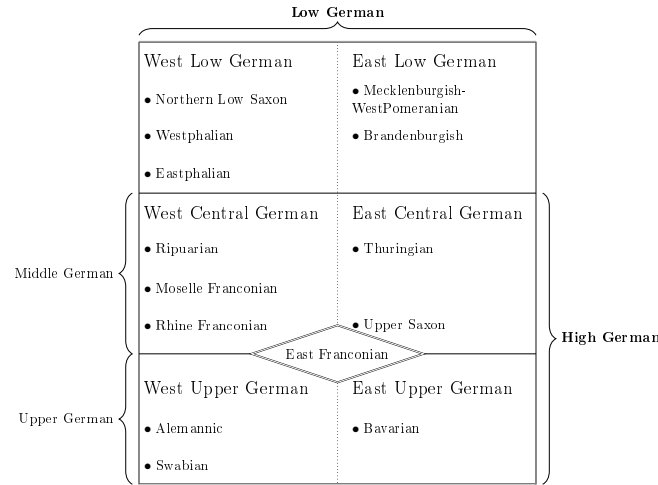 Low German
West Low German
East Low German
● Northern Low Saxon
● Mecklenburgish-
WestPomeranian
● Westphalian
● Brandenburgish
● Eastphalian
West Central German
East Central German
● Ripuarian
● Thuringian
Middle German
● Moselle Franconian
● Rhine Franconian
● Upper Saxon
High German
East Franconian
West Upper German
East Upper German
Upper German
● Alemannic
● Bavarian
● Swabian